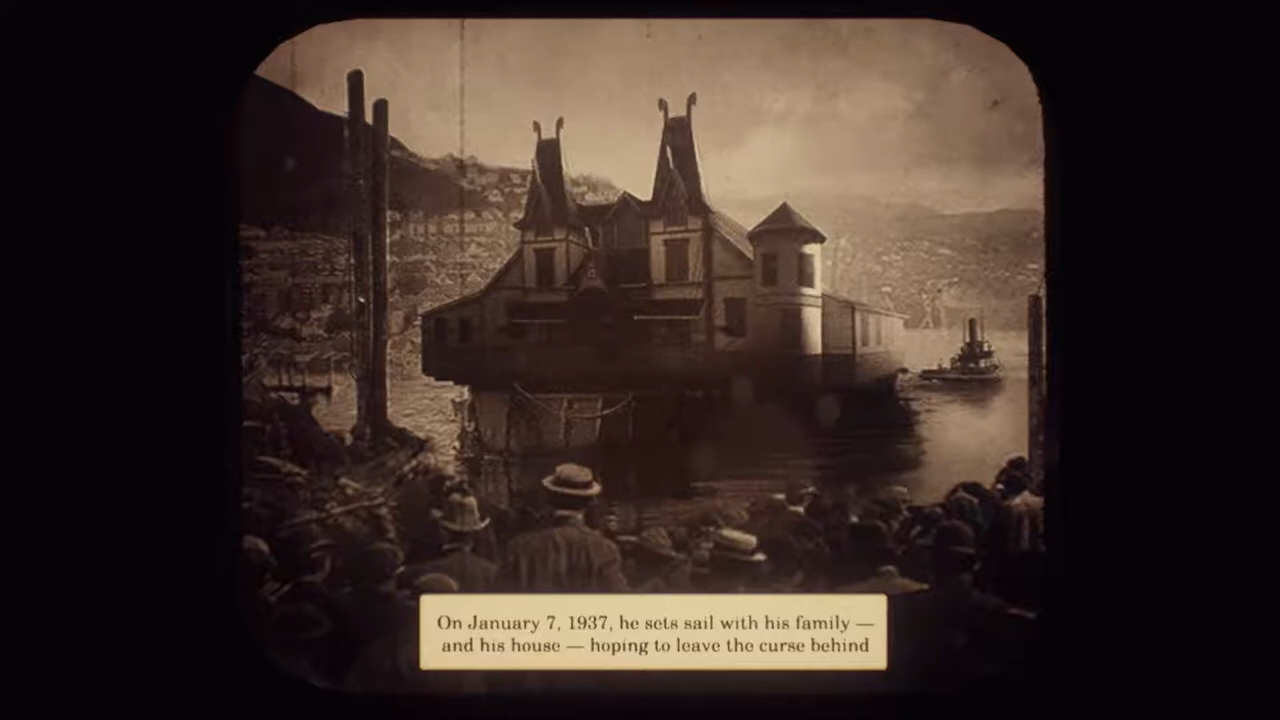 On January 7, 1937, he sets sail with his family —
and his house — hoping to leave the curse behind